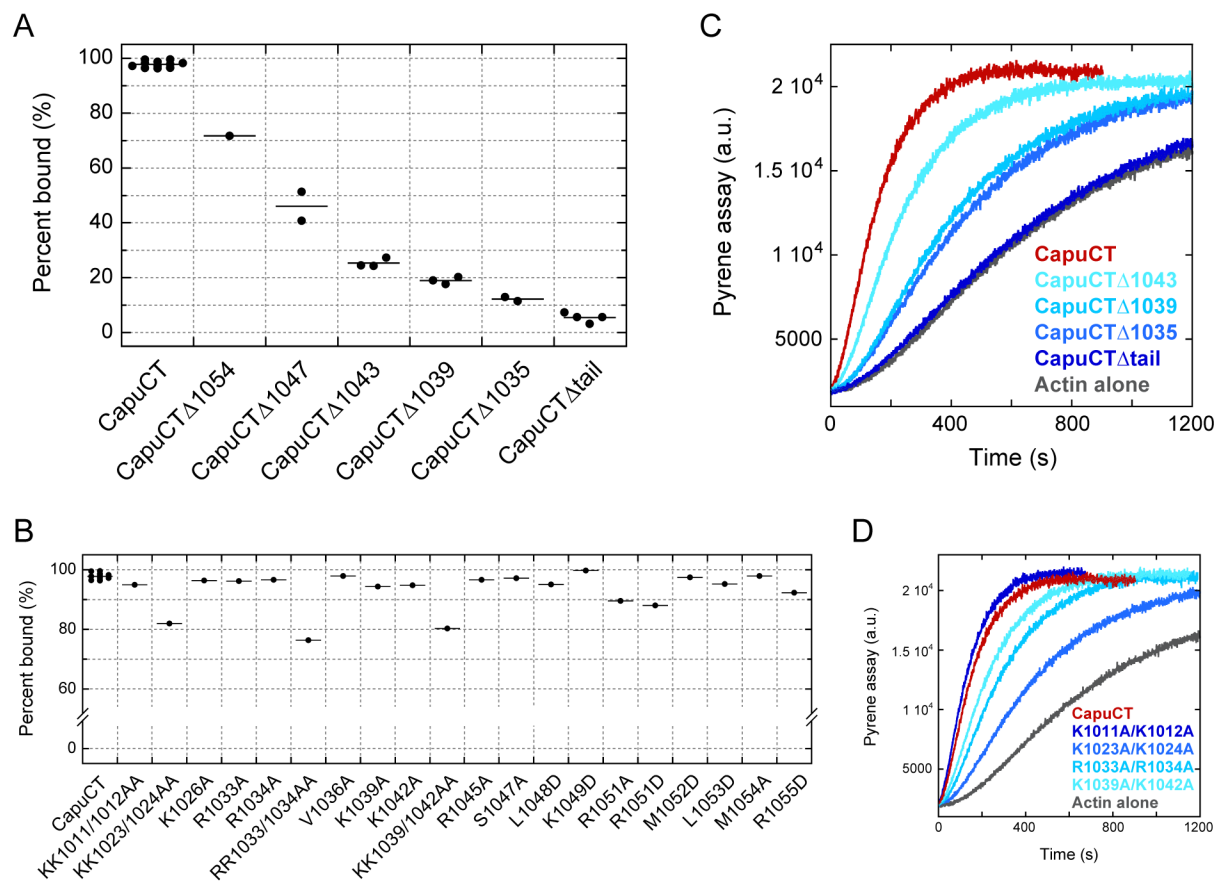 A
Percent bound (%)
100
80
60
40
20
0
CapuCT
CapuCTΔ1054
CapuCTΔ1047
CapuCTΔ1043
CapuCTΔ1039
CapuCTΔ1035
CapuCTΔtail
C
Pyrene assay (a.u.)
2 10⁴
1.5 10⁴
1 10⁴
5000
CapuCT
CapuCTΔ1043
CapuCTΔ1039
CapuCTΔ1035
CapuCTΔtail
Actin alone
0
400
800
1200
Time (s)
B
Percent bound (%)
100
80
60
0
CapuCT
KK1011/1012AA
KK1023/1024AA
K1026A
R1033A
R1034A
RR1033/1034AA
V1036A
K1039A
K1042A
KK1039/1042AA
R1045A
S1047A
L1048D
K1049D
R1051A
R1051D
M1052D
L1053D
M1054A
R1055D
D
Pyrene assay (a.u.)
2 10⁴
1.5 10⁴
1 10⁴
5000
CapuCT
K1011A/K1012A
K1023A/K1024A
R1033A/R1034A
K1039A/K1042A
Actin alone
0
400
800
1200
Time (s)